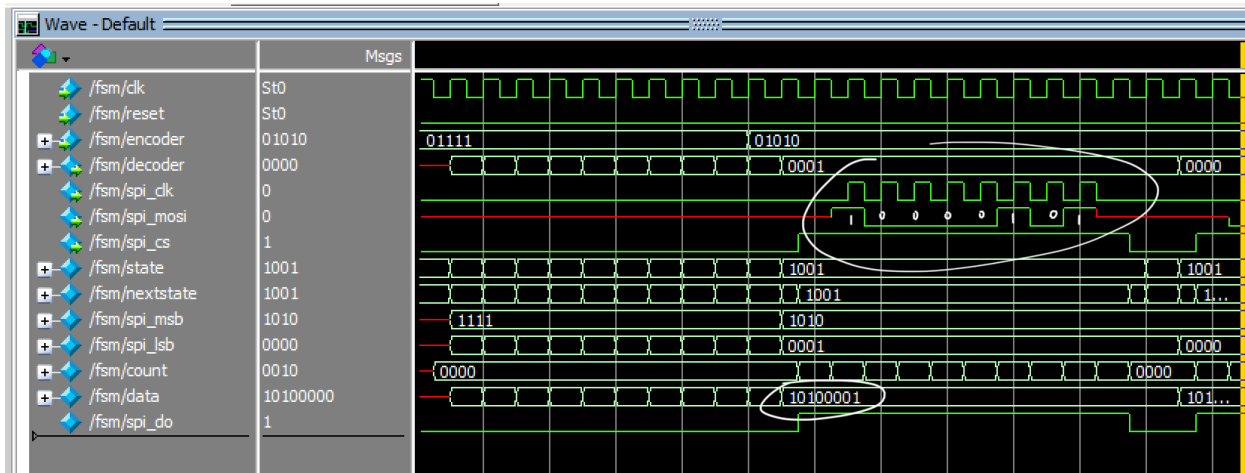 Wave - Default
Msgs
/fsm/clk St0
/fsm/reset St0
/fsm/encoder 01010 01111 01010
/fsm/decoder 0000 0001 0000
/fsm/spi_clk 0
/fsm/spi_mosi 0 1 0 0 0 0 1 0 1
/fsm/spi_cs 1
/fsm/state 1001 1001 1001
/fsm/nextstate 1001 1001 1...
/fsm/spi_msb 1010 1111 1010
/fsm/spi_lsb 0000 0001 0000
/fsm/count 0010 0000 0000
/fsm/data 10100000 10100001 101...
/fsm/spi_do 1